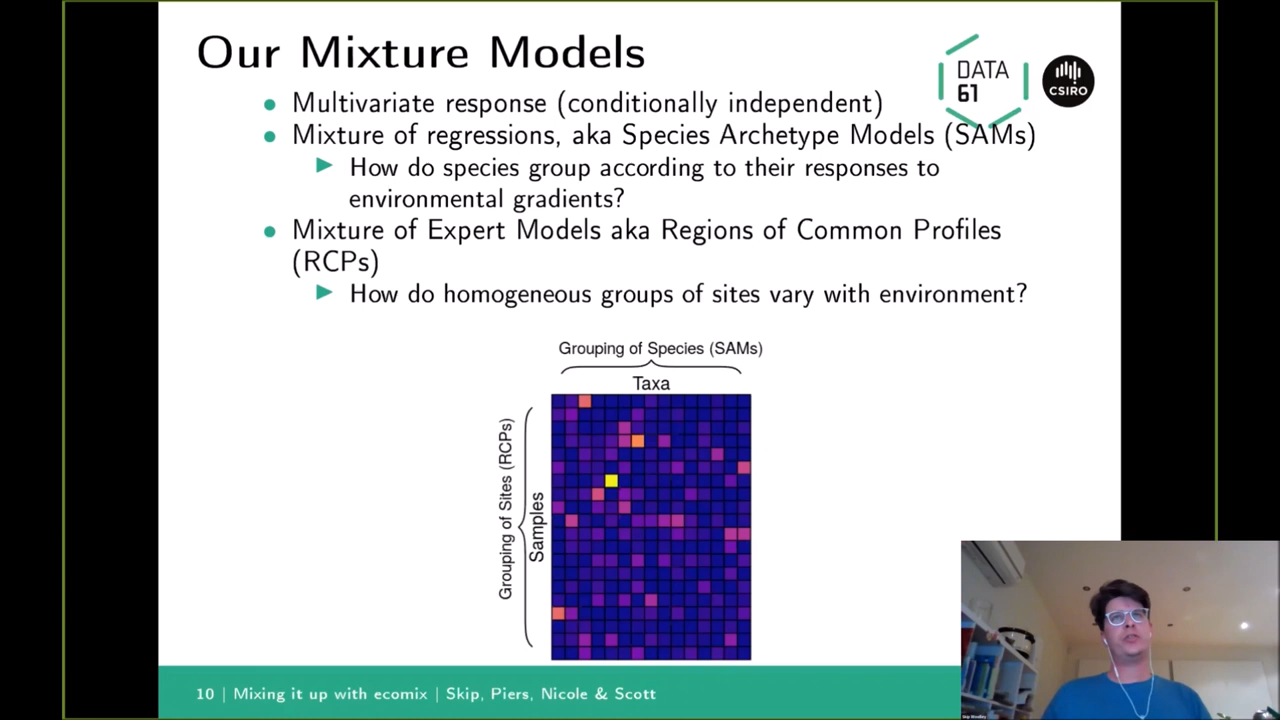 Our Mixture Models
DATA
61
CSIRO
Multivariate response (conditionally independent)
Mixture of regressions, aka Species Archetype Models (SAMs)
How do species group according to their responses to
environmental gradients?
Mixture of Expert Models aka Regions of Common Profiles
(RCPs)
How do homogeneous groups of sites vary with environment?
Grouping of Species (SAMs)
Taxa
Grouping of Sites (RCPs)
Samples
10 | Mixing it up with ecomix | Skip, Piers, Nicole & Scott